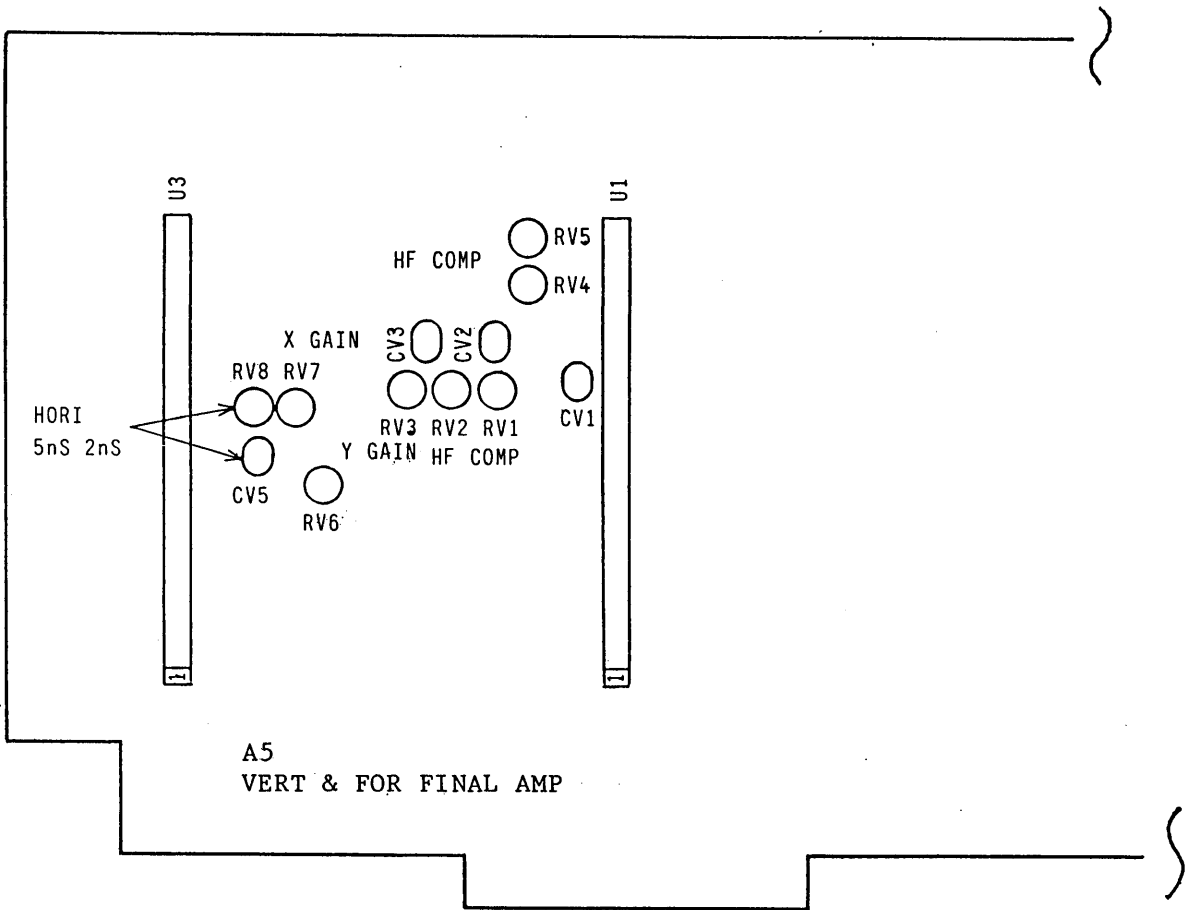 U3
U1
RV5
HF COMP
RV4
X GAIN
CV3
CV2
RV8 RV7
HORI
5nS 2nS
CV1
RV3 RV2 RV1
Y GAIN HF COMP
CV5
RV6
1
1
A5
VERT & FOR FINAL AMP